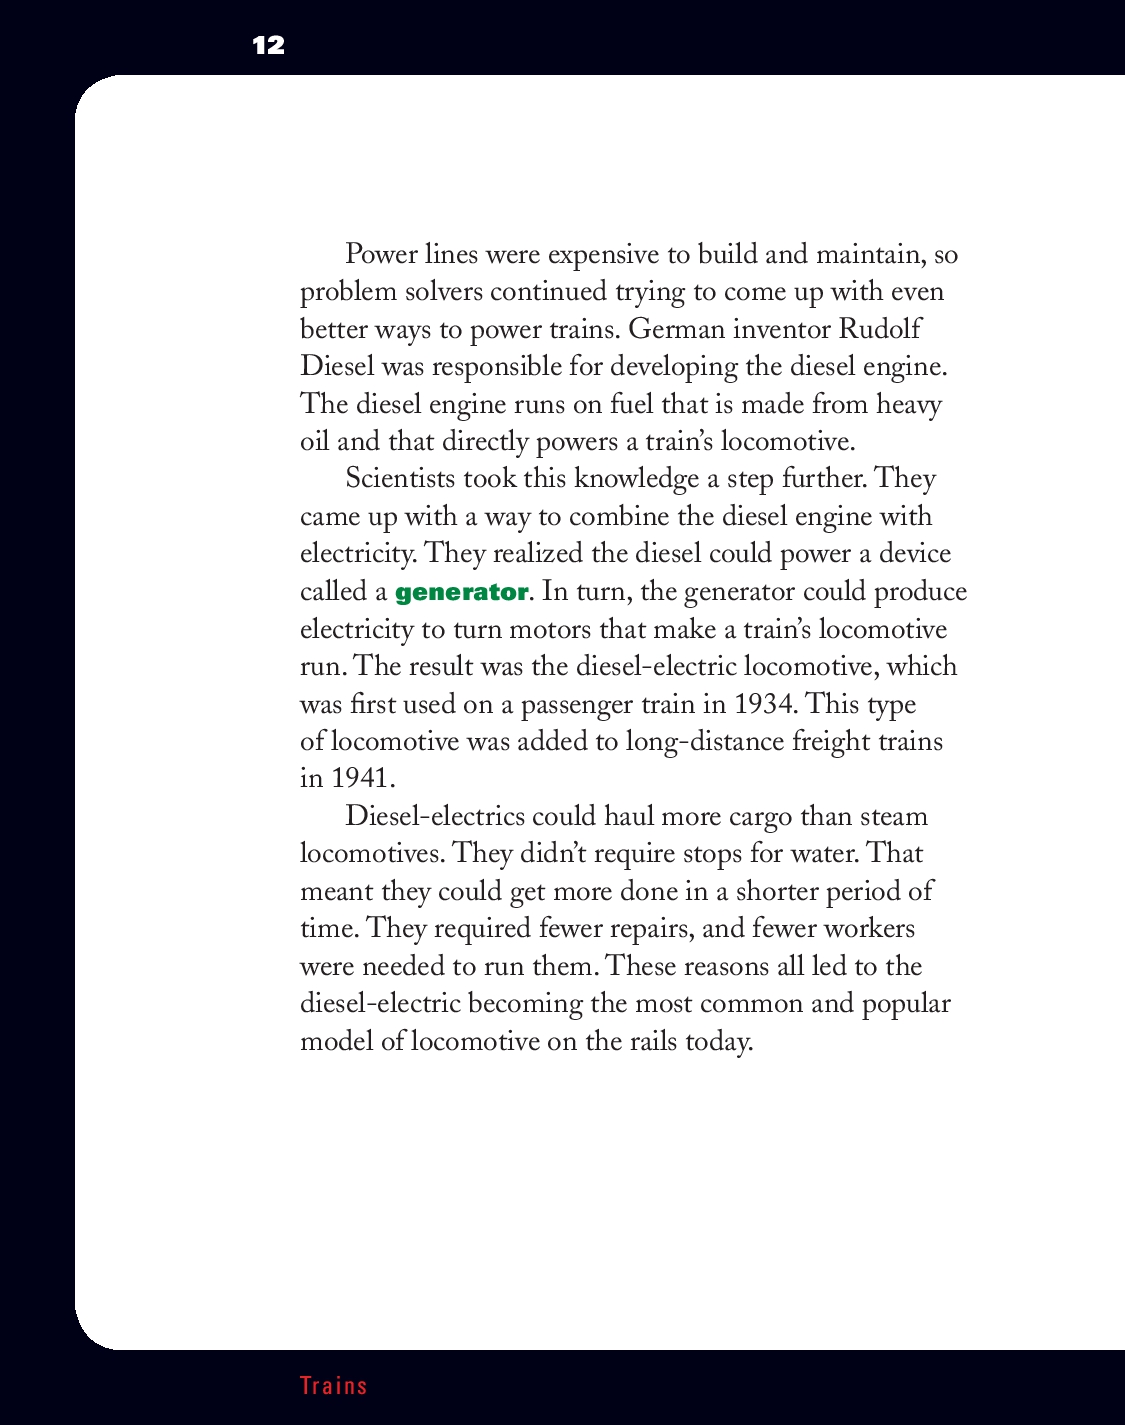 12
Power lines were expensive to build and maintain, so
problem solvers continued trying to come up with even
better ways to power trains. German inventor Rudolf
Diesel was responsible for developing the diesel engine.
The diesel engine runs on fuel that is made from heavy
oil and that directly powers a train’s locomotive.
Scientists took this knowledge a step further. They
came up with a way to combine the diesel engine with
electricity. They realized the diesel could power a device
called a generator. In turn, the generator could produce
electricity to turn motors that make a train’s locomotive
run. The result was the diesel-electric locomotive, which
was first used on a passenger train in 1934. This type
of locomotive was added to long-distance freight trains
in 1941.
Diesel-electrics could haul more cargo than steam
locomotives. They didn’t require stops for water. That
meant they could get more done in a shorter period of
time. They required fewer repairs, and fewer workers
were needed to run them. These reasons all led to the
diesel-electric becoming the most common and popular
model of locomotive on the rails today.
Trains